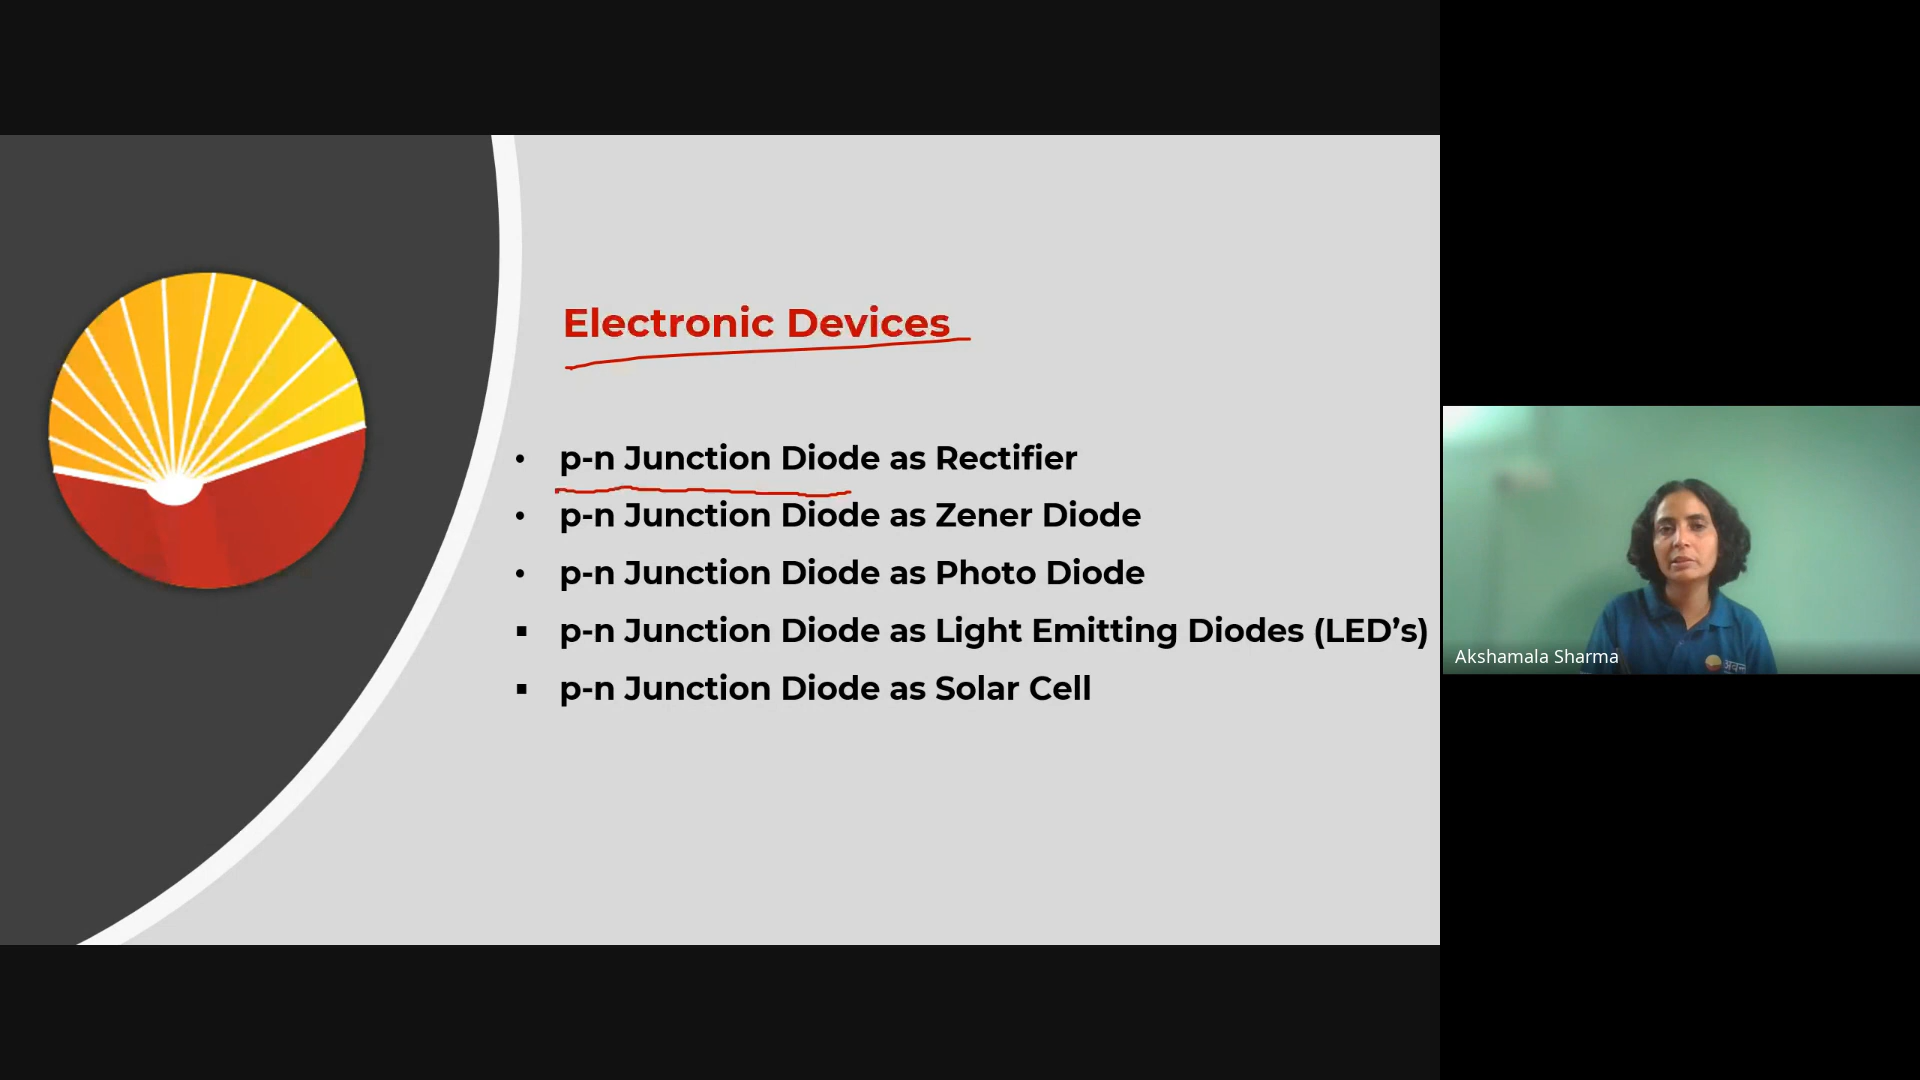 Electronic Devices
• p-n Junction Diode as Rectifier
• p-n Junction Diode as Zener Diode
• p-n Junction Diode as Photo Diode
▪ p-n Junction Diode as Light Emitting Diodes (LED’s)
▪ p-n Junction Diode as Solar Cell
Akshamala Sharma